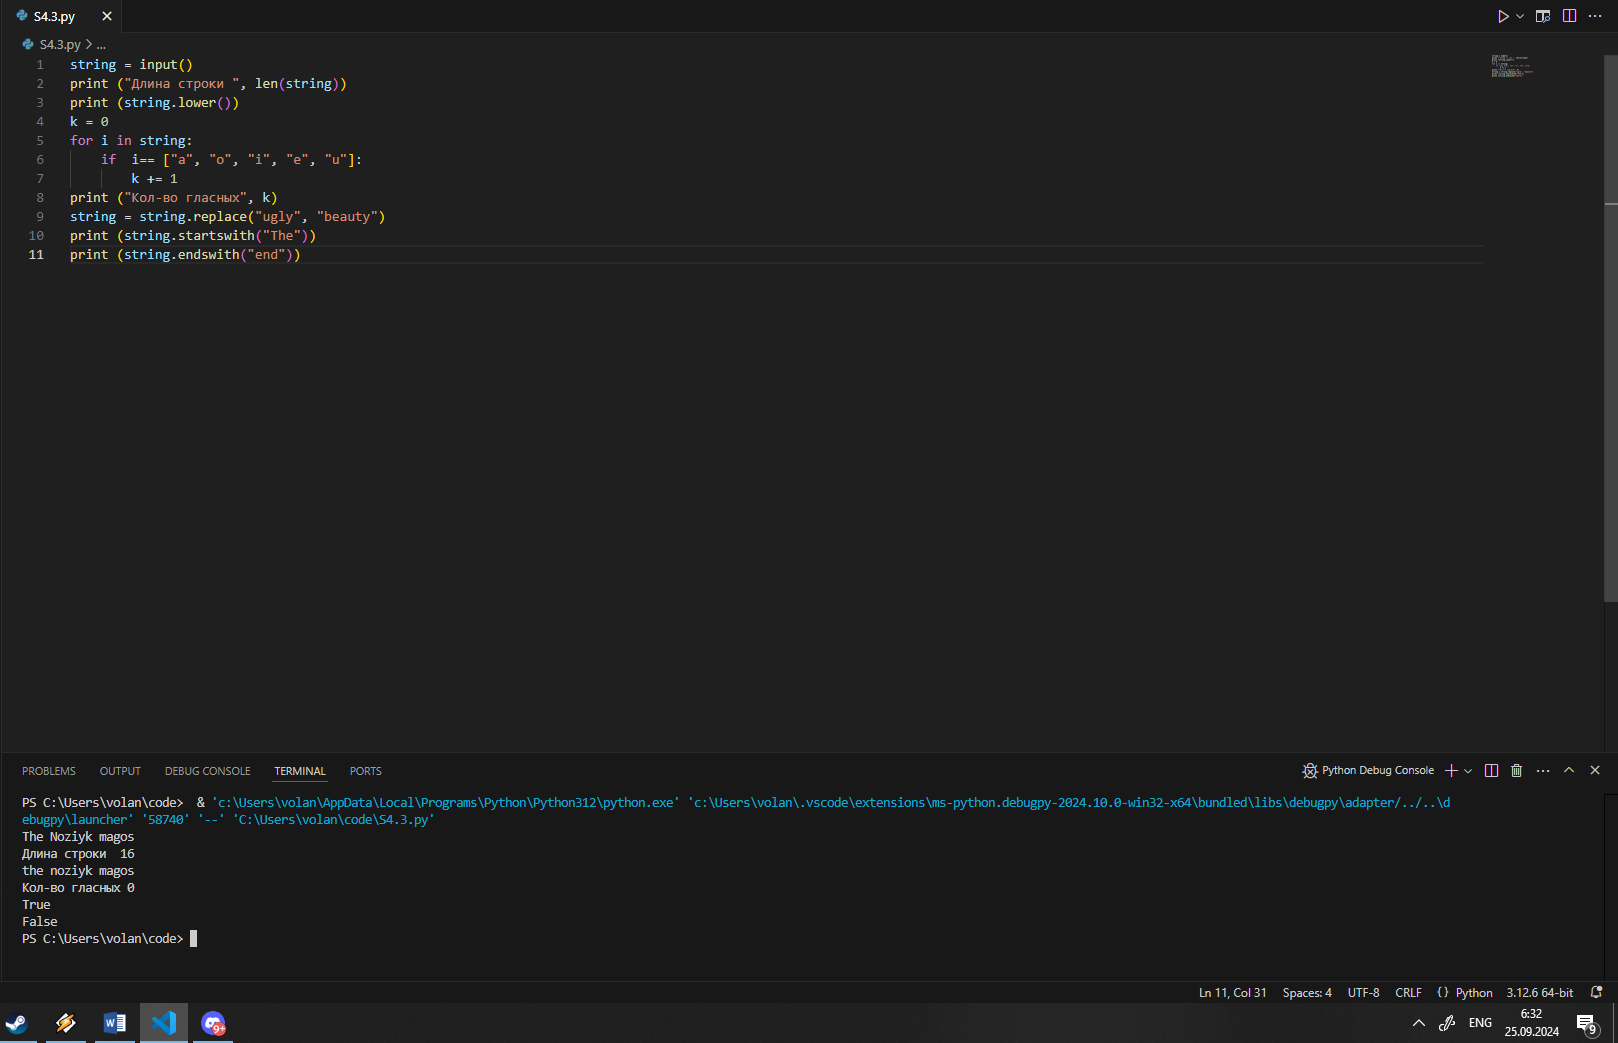 S4.3.py
S4.3.py > ...
1 string = input()
2 print ("Длина строки ", len(string))
3 print (string.lower())
4 k = 0
5 for i in string:
6 if  i== ["a", "o", "i", "e", "u"]:
7 k += 1
8 print ("Кол-во гласных", k)
9 string = string.replace("ugly", "beauty")
10 print (string.startswith("The"))
11 print (string.endswith("end"))
PROBLEMS OUTPUT DEBUG CONSOLE TERMINAL PORTS Python Debug Console
PS C:\Users\volan\code>  & 'c:\Users\volan\AppData\Local\Programs\Python\Python312\python.exe' 'c:\Users\volan\.vscode\extensions\ms-python.debugpy-2024.10.0-win32-x64\bundled\libs\debugpy\adapter/../..\d
ebugpy\launcher' '58740' '--' 'C:\Users\volan\code\S4.3.py'
The Noziyk magos
Длина строки  16
the noziyk magos
Кол-во гласных 0
True
False
PS C:\Users\volan\code>
Ln 11, Col 31 Spaces: 4 UTF-8 CRLF {} Python 3.12.6 64-bit
W 9+ ENG 6:32 9
25.09.2024